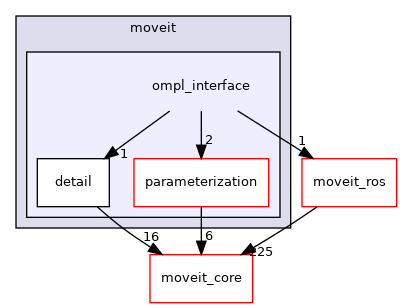 moveit
ompl_interface
1
2
1
detail
parameterization
moveit_ros
16
6
225
moveit_core